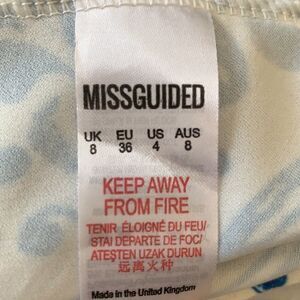 MISSGUIDED
UK EU US AUS
8 36 4 8
KEEP AWAY
FROM FIRE
TENIR ÉLOIGNÉ DU FEU/
STAI DEPARTE DE FOC/
ATEŞTEN UZAK DURUN
远离火种
Made in the United Kingdom